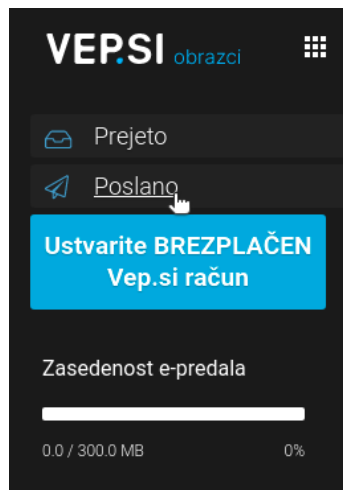 VEP.SI obrazci
Prejeto
Poslano
Ustvarite BREZPLAČEN
Vep.si račun
Zasedenost e-predala
0.0 / 300.0 MB 0%